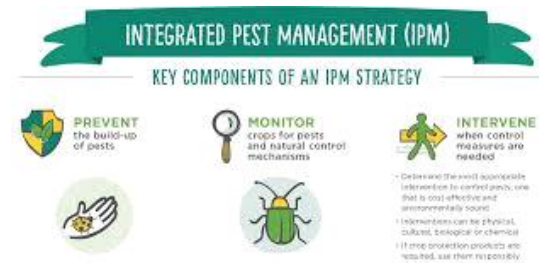 INTEGRATED PEST MANAGEMENT (IPM)
KEY COMPONENTS OF AN IPM STRATEGY
PREVENT
the build-up
of pests
MONITOR
crops for pests
and natural control
mechanisms
INTERVENE
when control
measures are
needed
• Determine the most appropriate
intervention to control pests, one
that is cost-effective and
environmentally sound
• Interventions can be physical,
cultural, biological or chemical
• If crop protection products are
required, use them responsibly